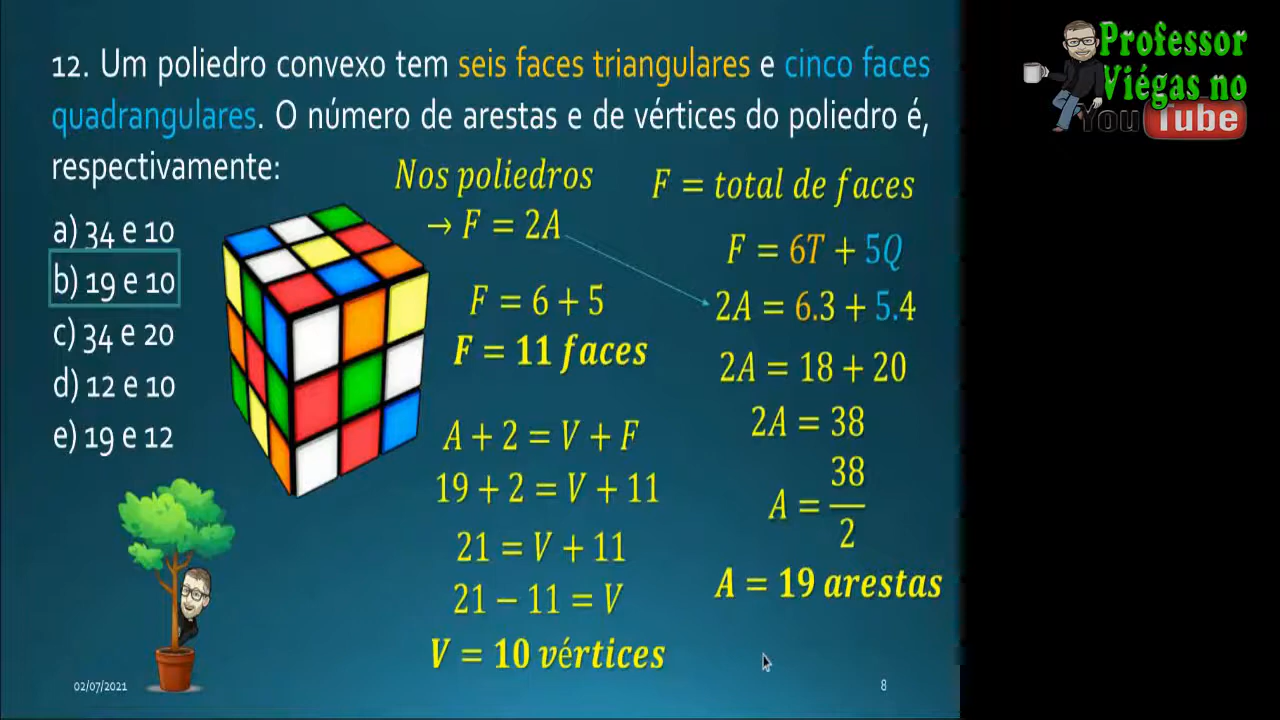 12. Um poliedro convexo tem seis faces triangulares e cinco faces
quadrangulares. O número de arestas e de vértices do poliedro é,
respectivamente:
a) 34 e 10
b) 19 e 10
c) 34 e 20
d) 12 e 10
e) 19 e 12
Nos poliedros
→ F = 2A
F = 6 + 5
F = 11 faces
A + 2 = V + F
19 + 2 = V + 11
21 = V + 11
21 − 11 = V
V = 10 vértices
F = total de faces
F = 6T + 5Q
2A = 6.3 + 5.4
2A = 18 + 20
2A = 38
A = 38/2
A = 19 arestas
02/07/2021
8
Professor
Viégas no
You Tube